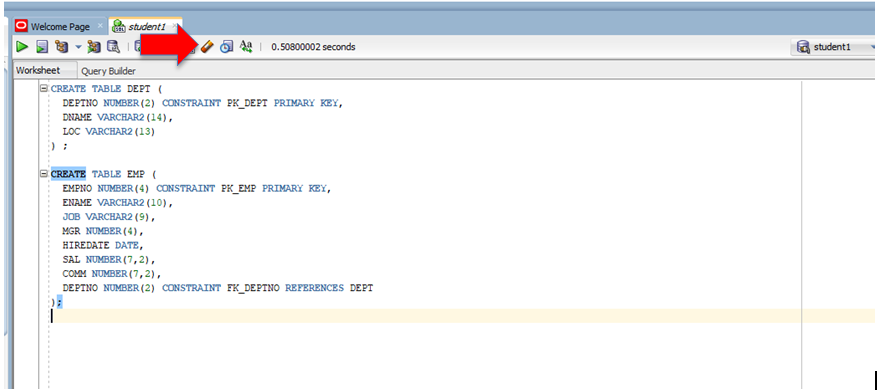 Welcome Page student1
Aa 0.50800002 seconds student1
Worksheet Query Builder
CREATE TABLE DEPT (
DEPTNO NUMBER(2) CONSTRAINT PK_DEPT PRIMARY KEY,
DNAME VARCHAR2(14),
LOC VARCHAR2(13)
) ;
CREATE TABLE EMP (
EMPNO NUMBER(4) CONSTRAINT PK_EMP PRIMARY KEY,
ENAME VARCHAR2(10),
JOB VARCHAR2(9),
MGR NUMBER(4),
HIREDATE DATE,
SAL NUMBER(7,2),
COMM NUMBER(7,2),
DEPTNO NUMBER(2) CONSTRAINT FK_DEPTNO REFERENCES DEPT
);